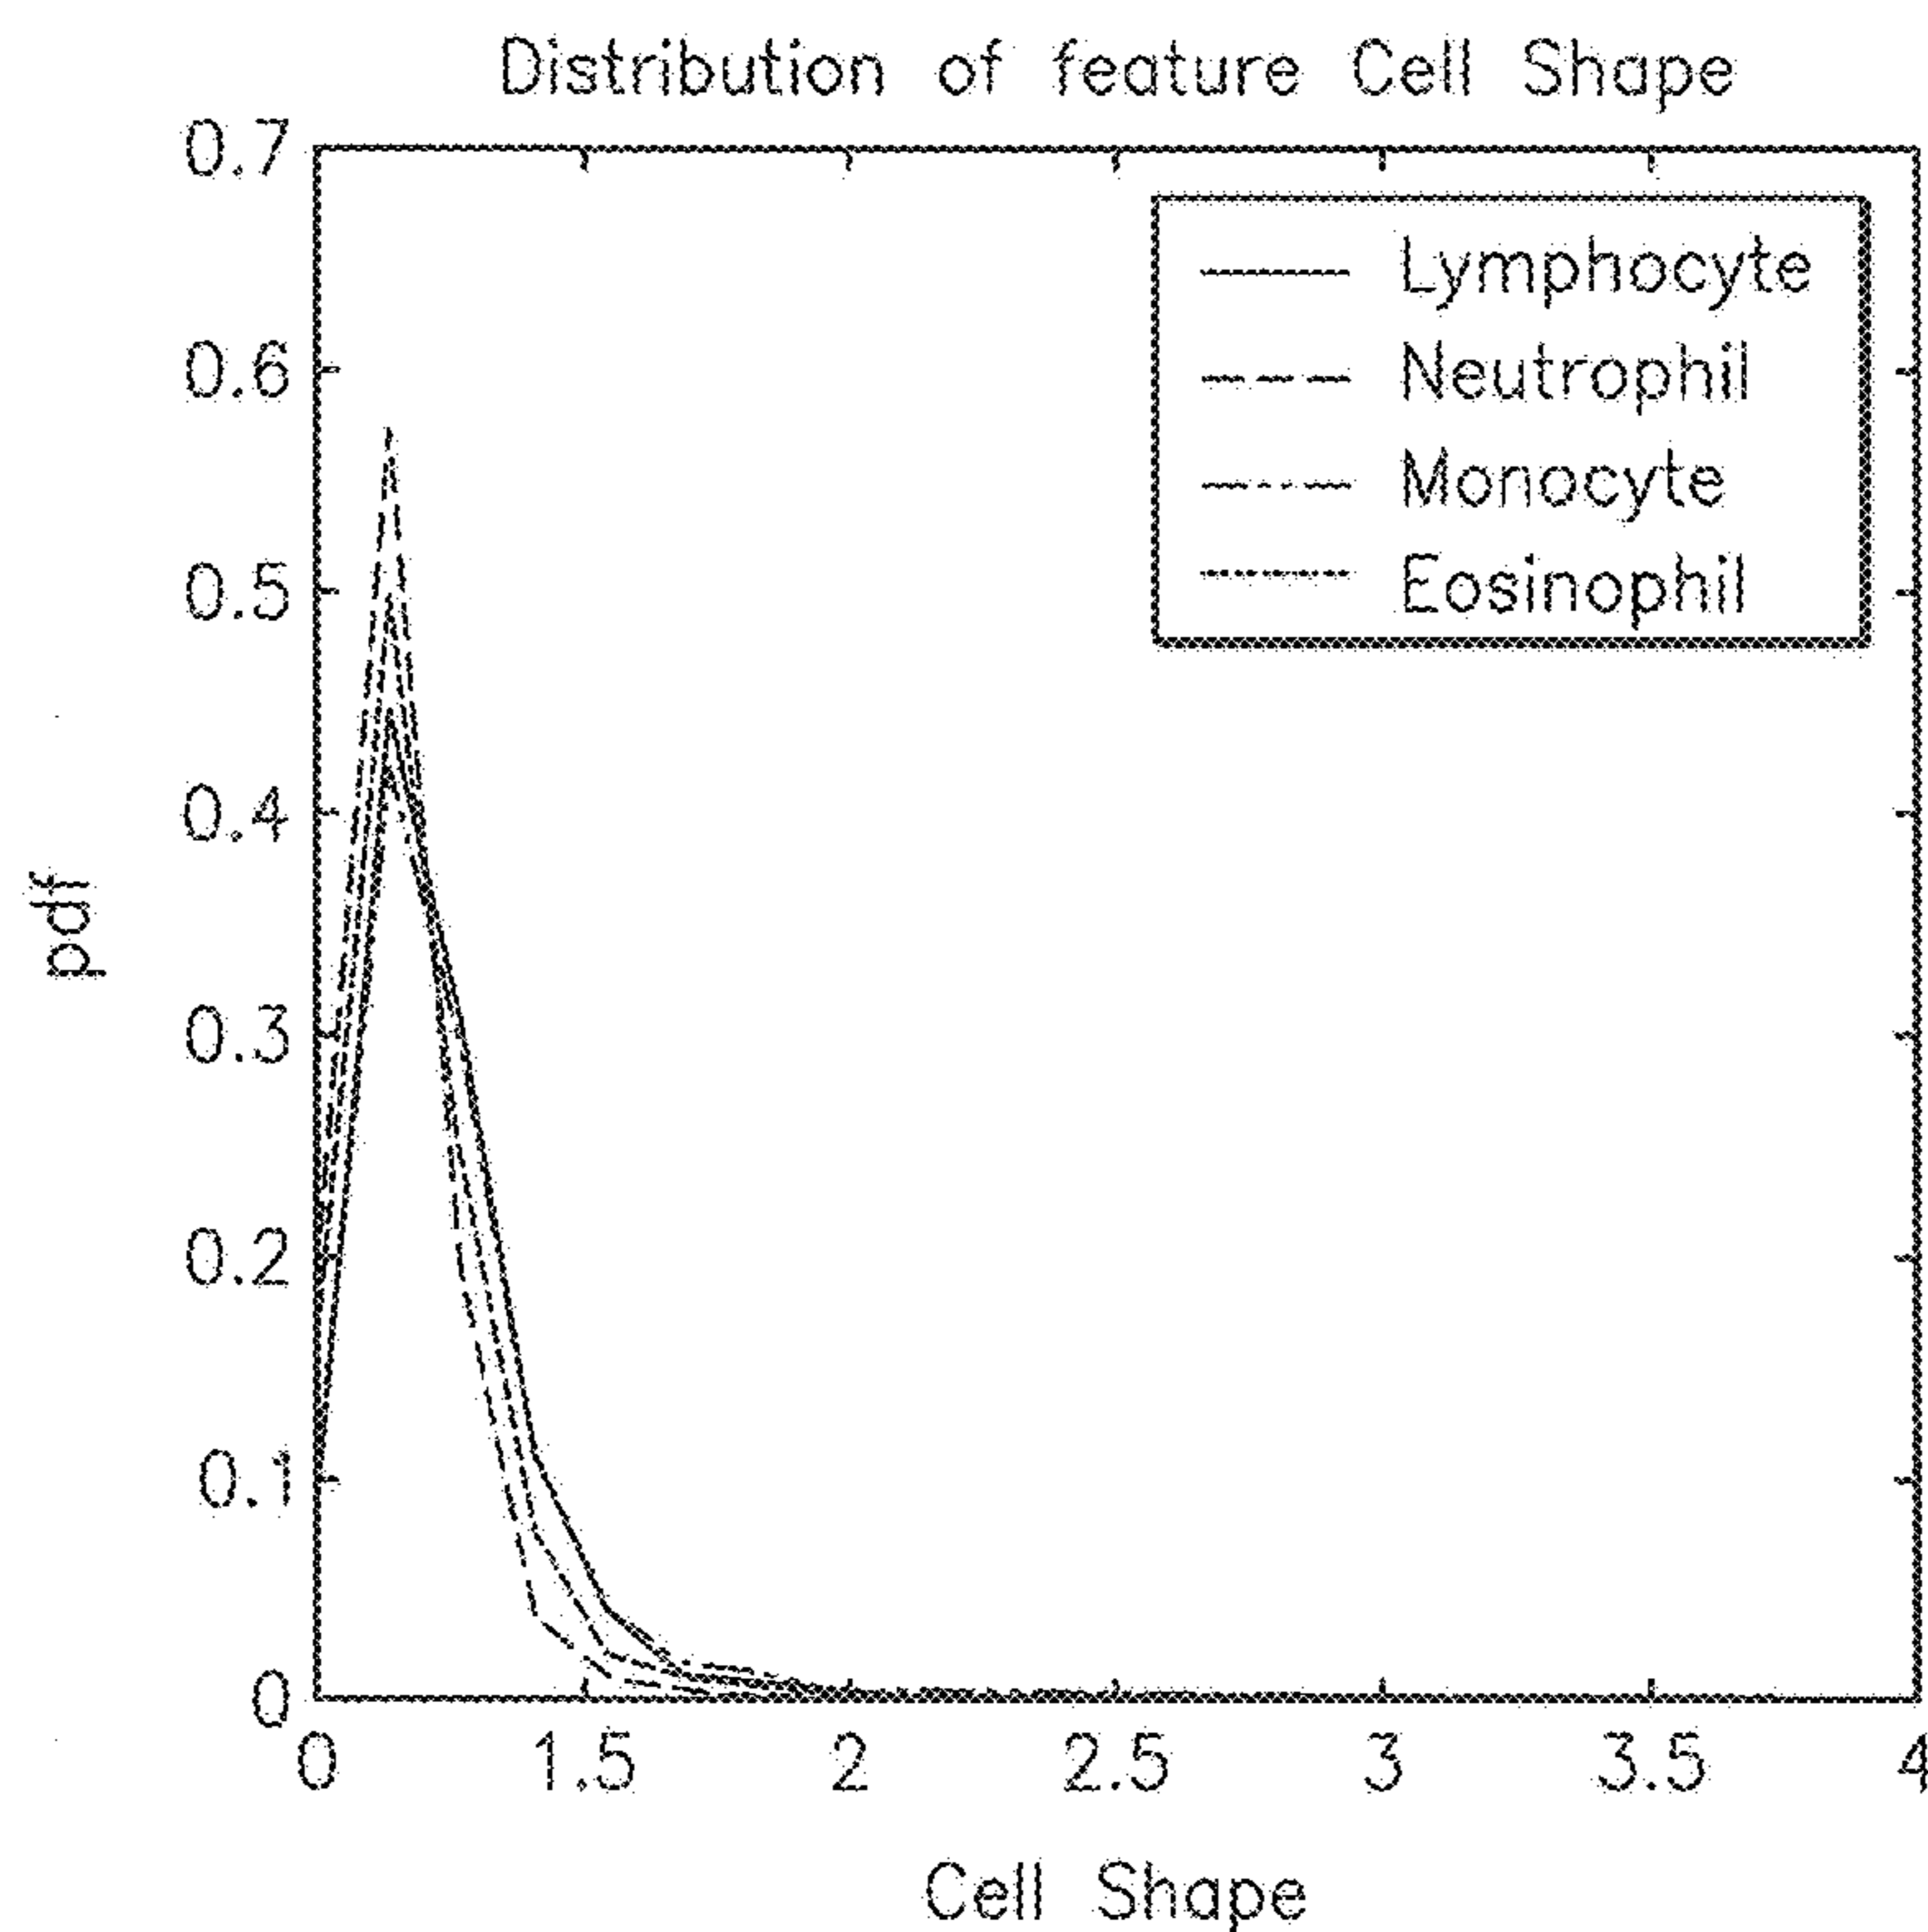 Distribution of feature Cell Shape
0.7
0.6
0.5
0.4
0.3
0.2
0.1
0
pdf
Lymphocyte
Neutrophil
Monocyte
Eosinophil
0 1.5 2 2.5 3 3.5 4
Cell Shape